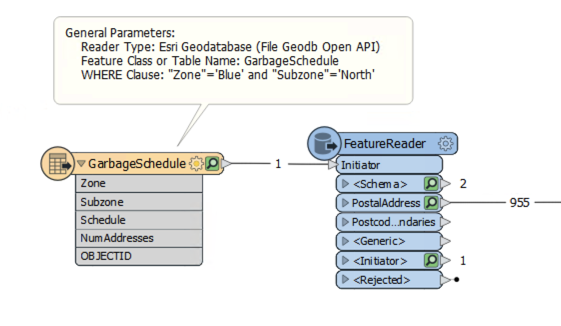 General Parameters:
Reader Type: Esri Geodatabase (File Geodb Open API)
Feature Class or Table Name: GarbageSchedule
WHERE Clause: "Zone"='Blue' and "Subzone"='North'
GarbageSchedule
1
Zone
Subzone
Schedule
NumAddresses
OBJECTID
FeatureReader
Initiator
<Schema> 2
PostalAddress 955
Postcod...ndaries
<Generic>
<Initiator> 1
<Rejected>